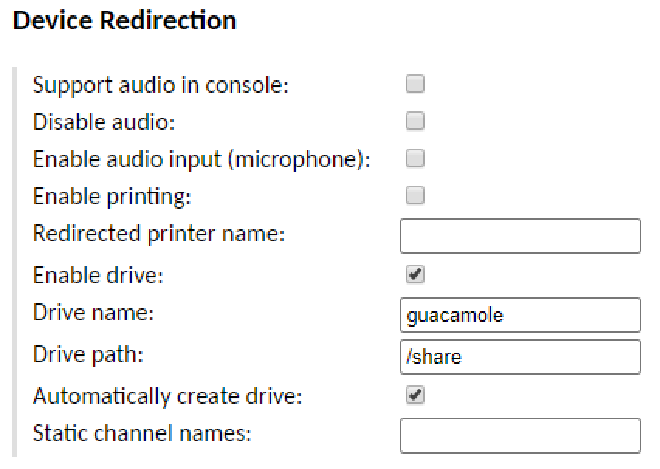 Device Redirection
Support audio in console:
Disable audio:
Enable audio input (microphone):
Enable printing:
Redirected printer name:
Enable drive:
Drive name: guacamole
Drive path: /share
Automatically create drive:
Static channel names: